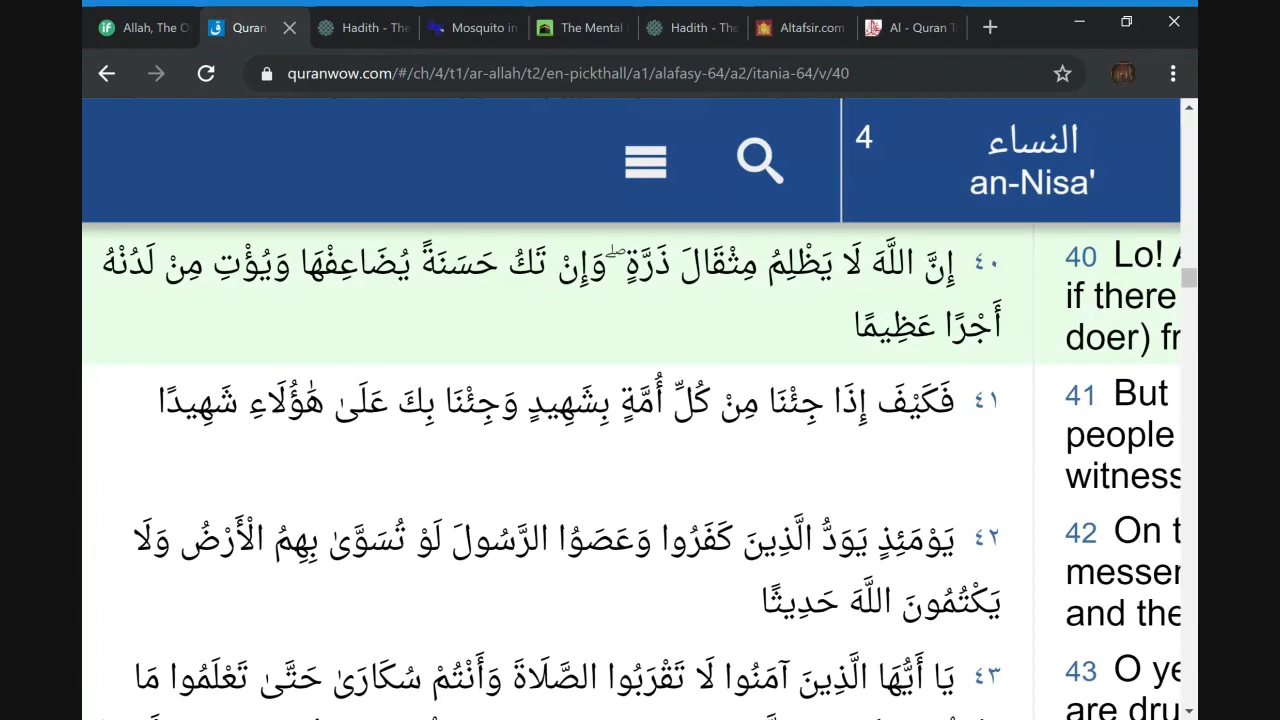 Allah, The O
Quran
Hadith - The
Mosquito in
The Mental
Hadith - The
Altafsir.com
Al - Quran T
quranwow.com/#/ch/4/t1/ar-allah/t2/en-pickthall/a1/alafasy-64/a2/itania-64/v/40
4
النساء
an-Nisa'
٤٠ إِنَّ اللَّهَ لَا يَظْلِمُ مِثْقَالَ ذَرَّةٍ ۖ وَإِنْ تَكُ حَسَنَةً يُضَاعِفْهَا وَيُؤْتِ مِنْ لَدُنْهُ
أَجْرًا عَظِيمًا
40 Lo! A
if there
doer) fr
٤١ فَكَيْفَ إِذَا جِئْنَا مِنْ كُلِّ أُمَّةٍ بِشَهِيدٍ وَجِئْنَا بِكَ عَلَىٰ هَٰؤُلَاءِ شَهِيدًا
41 But
people
witness
٤٢ يَوْمَئِذٍ يَوَدُّ الَّذِينَ كَفَرُوا وَعَصَوُا الرَّسُولَ لَوْ تُسَوَّىٰ بِهِمُ الْأَرْضُ وَلَا
يَكْتُمُونَ اللَّهَ حَدِيثًا
42 On t
messer
and the
٤٣ يَا أَيُّهَا الَّذِينَ آمَنُوا لَا تَقْرَبُوا الصَّلَاةَ وَأَنْتُمْ سُكَارَىٰ حَتَّىٰ تَعْلَمُوا مَا
43 O ye
are dru